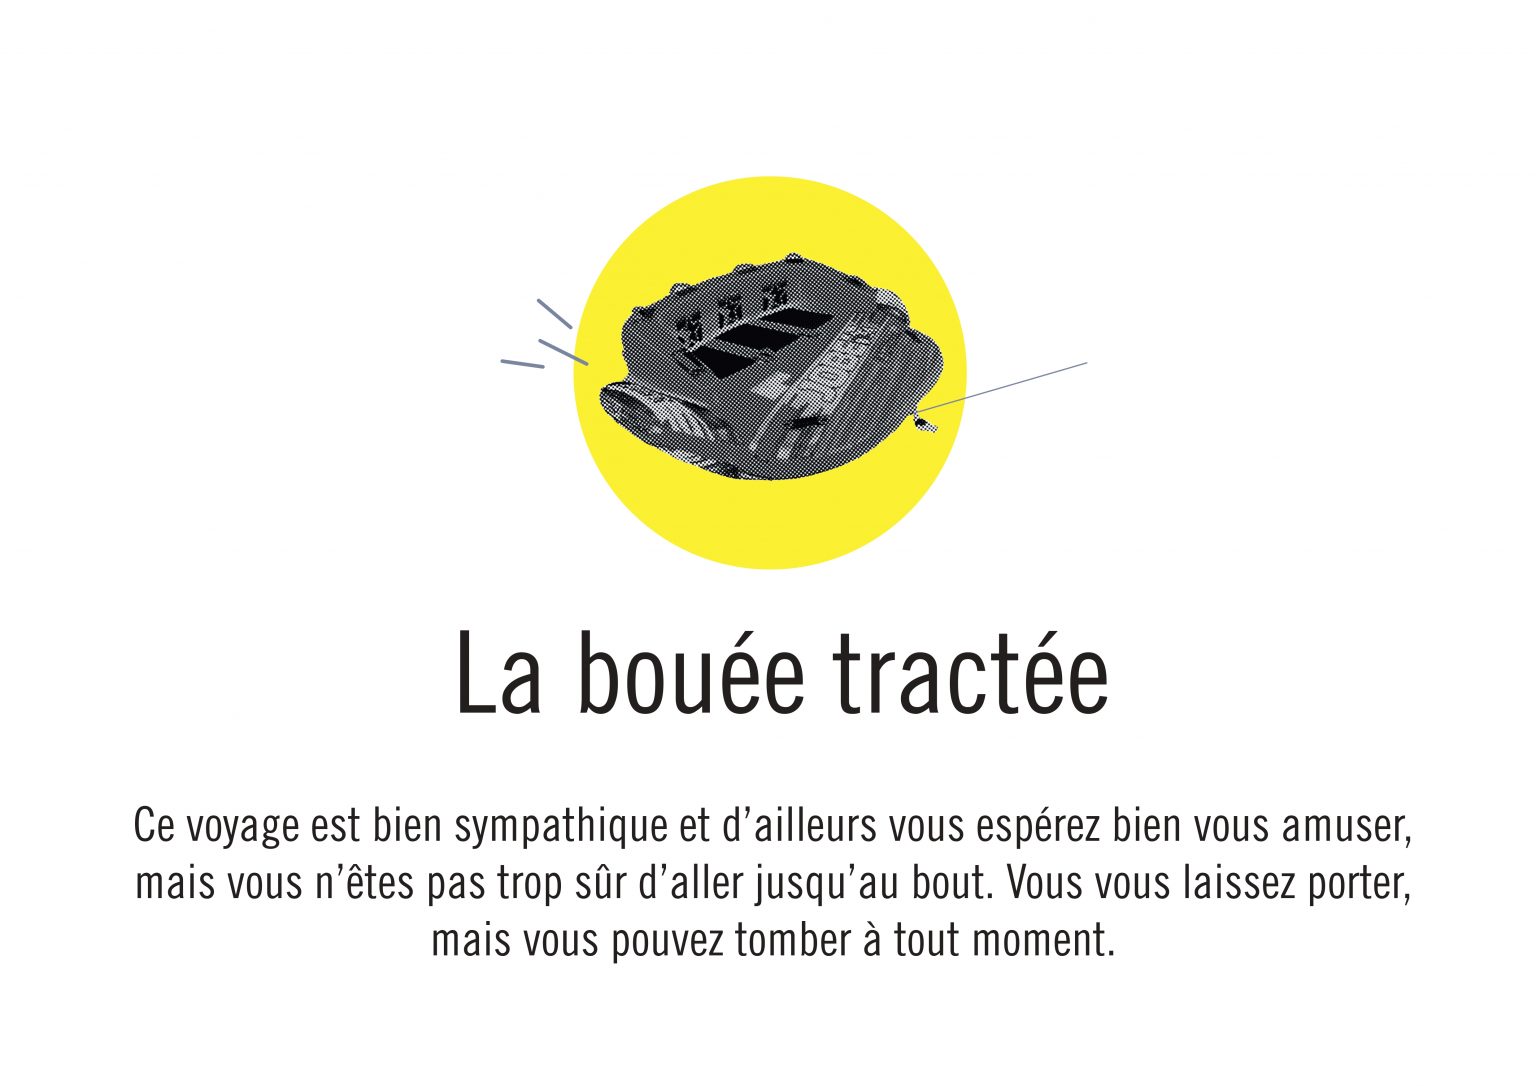 La bouée tractée
Ce voyage est bien sympathique et d’ailleurs vous espérez bien vous amuser,
mais vous n’êtes pas trop sûr d’aller jusqu’au bout. Vous vous laissez porter,
mais vous pouvez tomber à tout moment.